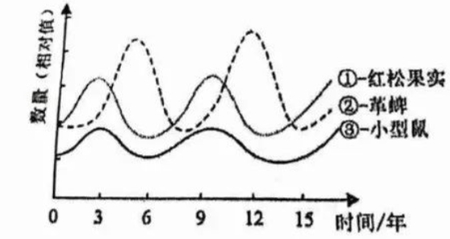 数量(相对值)
①-红松果实
②-革蜱
③-小型鼠
0 3 6 9 12 15 时间/年